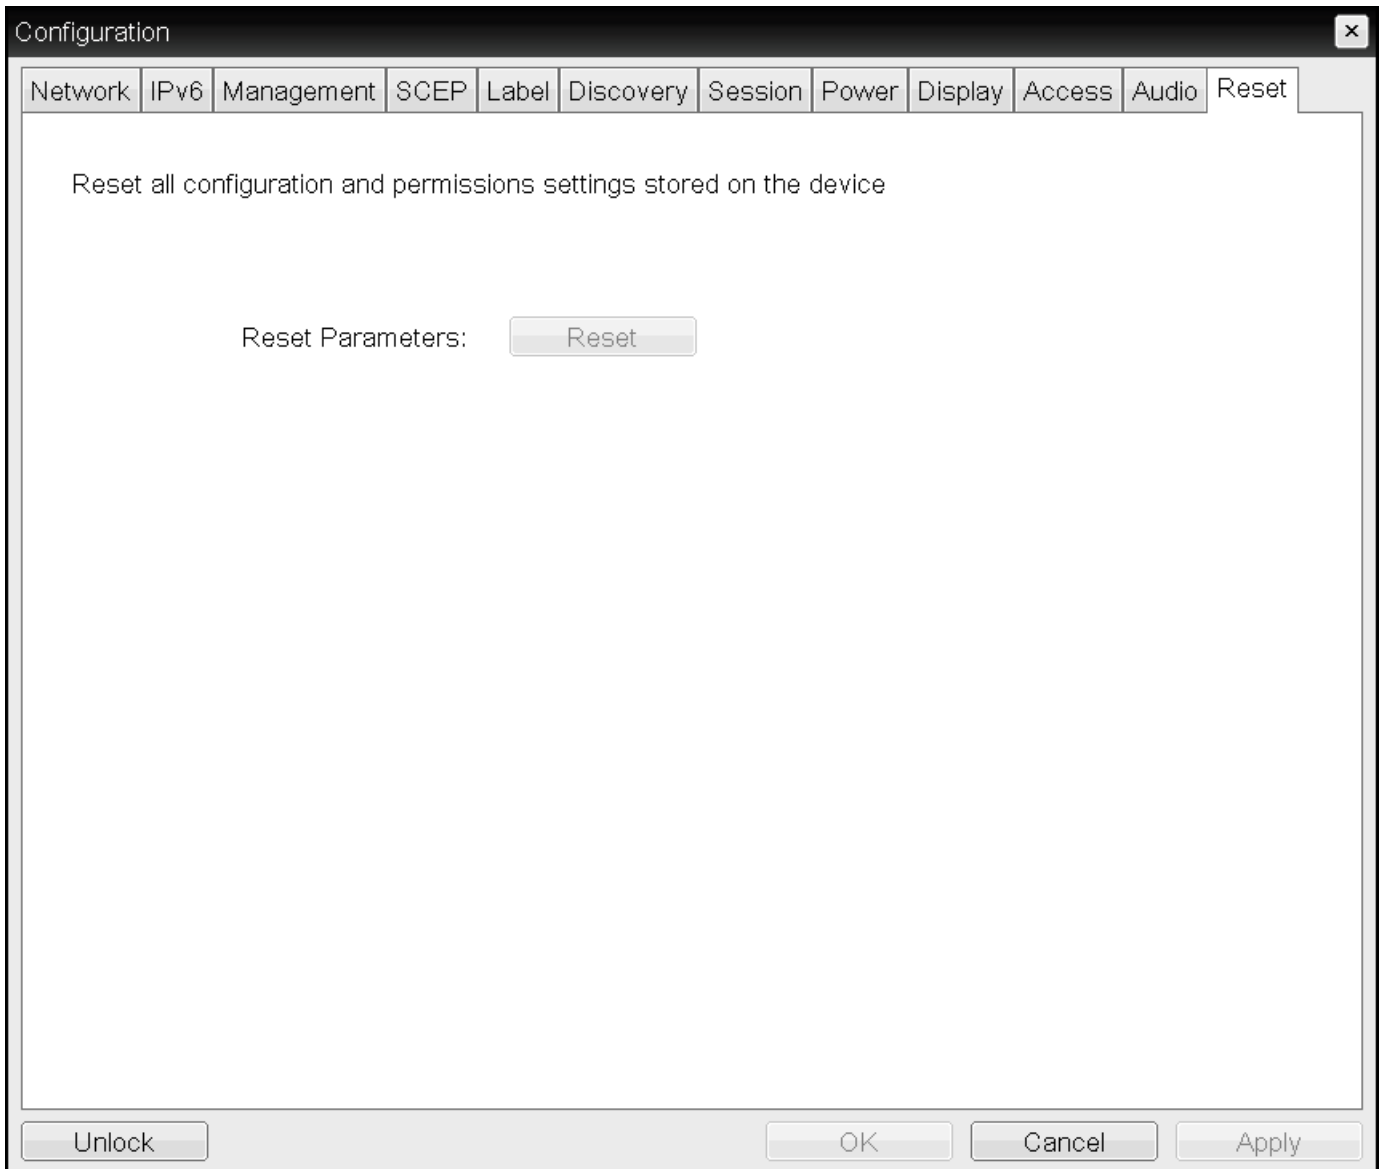 Configuration
Network IPv6 Management SCEP Label Discovery Session Power Display Access Audio Reset
Reset all configuration and permissions settings stored on the device
Reset Parameters: Reset
Unlock OK Cancel Apply